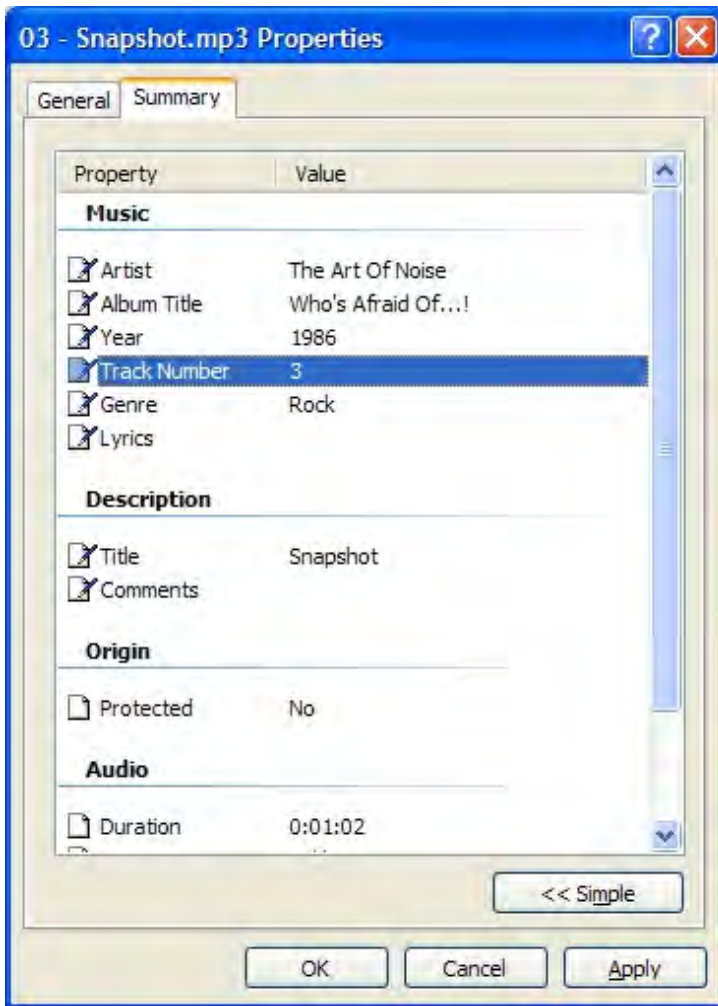 03 - Snapshot.mp3 Properties
General Summary
Property Value
Music
Artist The Art Of Noise
Album Title Who's Afraid Of...!
Year 1986
Track Number 3
Genre Rock
Lyrics
Description
Title Snapshot
Comments
Origin
Protected No
Audio
Duration 0:01:02
<< Simple
OK Cancel Apply